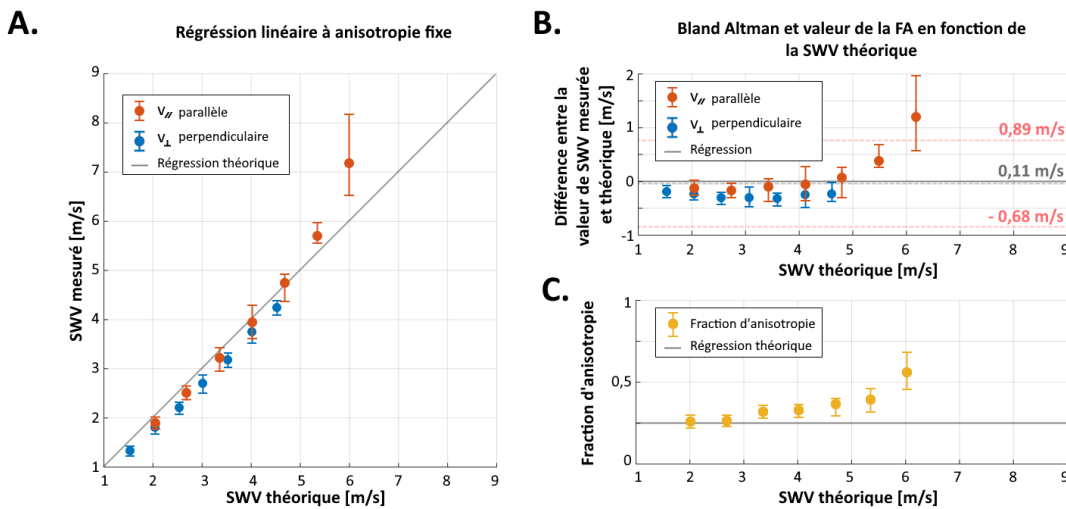 A.
Régréssion linéaire à anisotropie fixe
9
8
7
6
5
4
3
2
1
SWV mesuré [m/s]
V// parallèle
V⊥ perpendiculaire
Régression théorique
1 2 3 4 5 6 7 8 9
SWV théorique [m/s]
B.
Bland Altman et valeur de la FA en fonction de
la SWV théorique
Différence entre la
valeur de SWV mesurée
et théorique [m/s]
2
1
0
-1
V// parallèle
V⊥ perpendiculaire
Régression
0,89 m/s
0,11 m/s
- 0,68 m/s
1 2 3 4 5 6 7 8 9
SWV théorique [m/s]
C.
Fraction d'anisotropie
1
0,5
0
Fraction d'anisotropie
Régression théorique
1 2 3 4 5 6 7 8 9
SWV théorique [m/s]